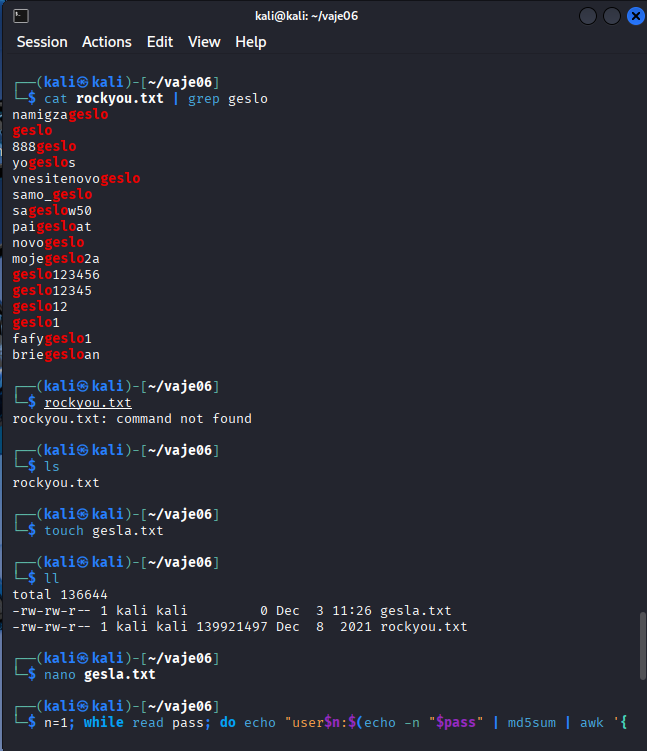 kali@kali: ~/vaje06
Session Actions Edit View Help
┌──(kali㉿kali)-[~/vaje06]
└─$ cat rockyou.txt | grep geslo
namigzageslo
geslo
888geslo
yogeslos
vnesitenovogeslo
samo_geslo
sageslow50
paigesloat
novogeslo
mojegeslo2a
geslo123456
geslo12345
geslo12
geslo1
fafygeslo1
briegesloan
┌──(kali㉿kali)-[~/vaje06]
└─$ rockyou.txt
rockyou.txt: command not found
┌──(kali㉿kali)-[~/vaje06]
└─$ ls
rockyou.txt
┌──(kali㉿kali)-[~/vaje06]
└─$ touch gesla.txt
┌──(kali㉿kali)-[~/vaje06]
└─$ ll
total 136644
-rw-rw-r-- 1 kali kali         0 Dec  3 11:26 gesla.txt
-rw-rw-r-- 1 kali kali 139921497 Dec  8  2021 rockyou.txt
┌──(kali㉿kali)-[~/vaje06]
└─$ nano gesla.txt
┌──(kali㉿kali)-[~/vaje06]
└─$ n=1; while read pass; do echo "user$n:$(echo -n "$pass" | md5sum | awk '{